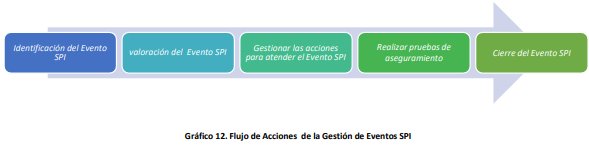 Identificación del Evento
SPI
valoración del Evento SPI
Gestionar las acciones
para atender el Evento SPI
Realizar pruebas de
aseguramiento
Cierre del Evento SPI
Gráfico 12. Flujo de Acciones de la Gestión de Eventos SPI